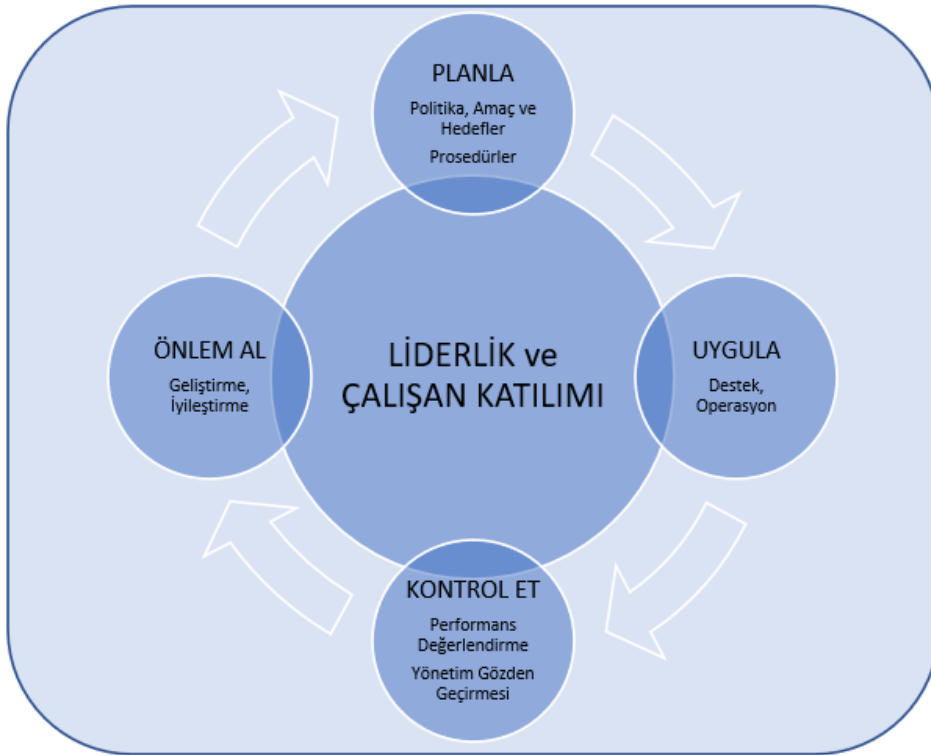 PLANLA
Politika, Amaç ve
Hedefler
Prosedürler
ÖNLEM AL
Geliştirme,
İyileştirme
LİDERLİK ve
ÇALIŞAN KATILIMI
UYGULA
Destek,
Operasyon
KONTROL ET
Performans
Değerlendirme
Yönetim Gözden
Geçirmesi